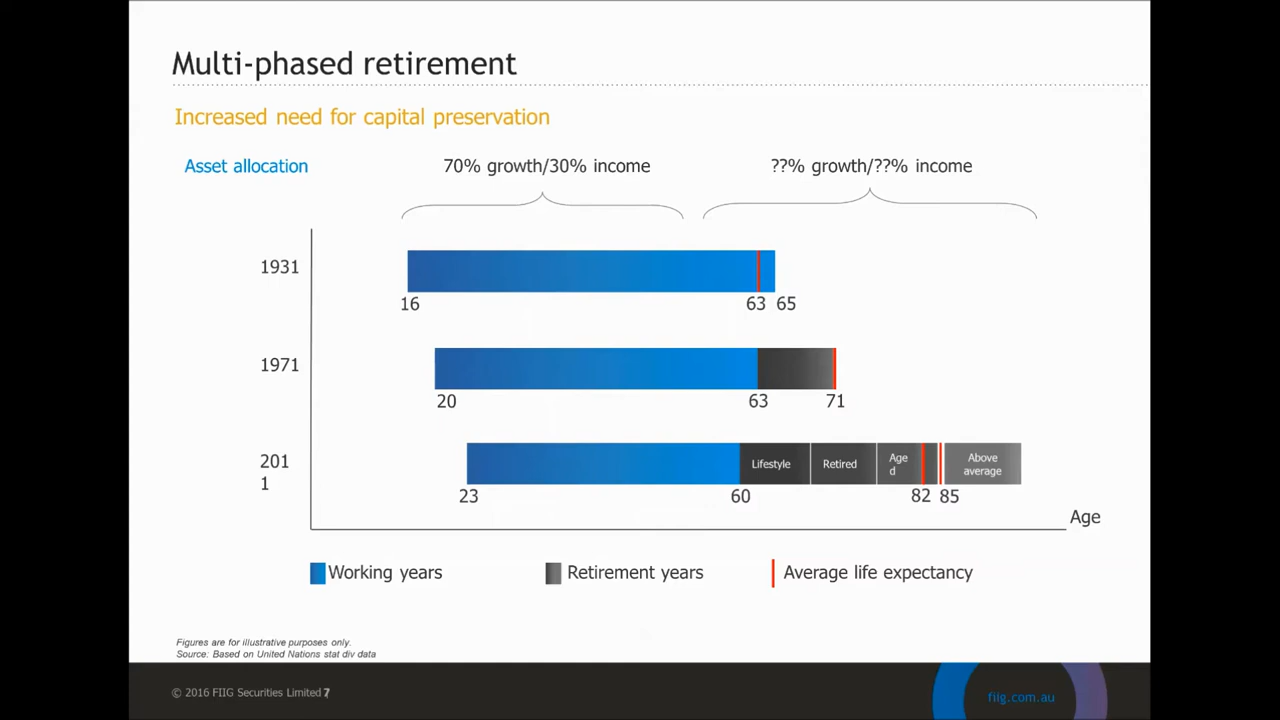 Multi-phased retirement
Increased need for capital preservation
Asset allocation
70% growth/30% income
??% growth/??% income
1931
16
63
65
1971
20
63
71
201
1
Lifestyle
Retired
Age
d
Above
average
23
60
82
85
Age
Working years
Retirement years
Average life expectancy
Figures are for illustrative purposes only.
Source: Based on United Nations stat div data
© 2016 FIIG Securities Limited 7
fiig.com.au